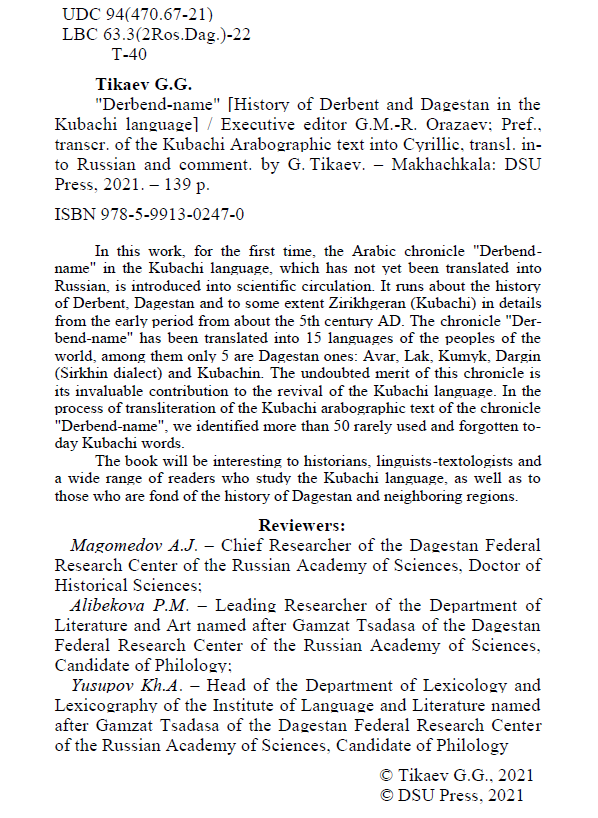 UDC 94(470.67-21)
LBC 63.3(2Ros.Dag.)-22
T-40
Tikaev G.G.
"Derbend-name" [History of Derbent and Dagestan in the
Kubachi language] / Executive editor G.M.-R. Orazaev; Pref.,
transcr. of the Kubachi Arabographic text into Cyrillic, transl. in-
to Russian and comment. by G. Tikaev. – Makhachkala: DSU
Press, 2021. – 139 p.
ISBN 978-5-9913-0247-0
In this work, for the first time, the Arabic chronicle "Derbend-
name" in the Kubachi language, which has not yet been translated into
Russian, is introduced into scientific circulation. It runs about the history
of Derbent, Dagestan and to some extent Zirikhgeran (Kubachi) in details
from the early period from about the 5th century AD. The chronicle "Der-
bend-name" has been translated into 15 languages of the peoples of the
world, among them only 5 are Dagestan ones: Avar, Lak, Kumyk, Dargin
(Sirkhin dialect) and Kubachin. The undoubted merit of this chronicle is
its invaluable contribution to the revival of the Kubachi language. In the
process of transliteration of the Kubachi arabographic text of the chronicle
"Derbend-name", we identified more than 50 rarely used and forgotten to-
day Kubachi words.
The book will be interesting to historians, linguists-textologists and
a wide range of readers who study the Kubachi language, as well as to
those who are fond of the history of Dagestan and neighboring regions.
Reviewers:
Magomedov A.J. – Chief Researcher of the Dagestan Federal
Research Center of the Russian Academy of Sciences, Doctor of
Historical Sciences;
Alibekova P.M. – Leading Researcher of the Department of
Literature and Art named after Gamzat Tsadasa of the Dagestan
Federal Research Center of the Russian Academy of Sciences,
Candidate of Philology;
Yusupov Kh.A. – Head of the Department of Lexicology and
Lexicography of the Institute of Language and Literature named
after Gamzat Tsadasa of the Dagestan Federal Research Center
of the Russian Academy of Sciences, Candidate of Philology
© Tikaev G.G., 2021
© DSU Press, 2021